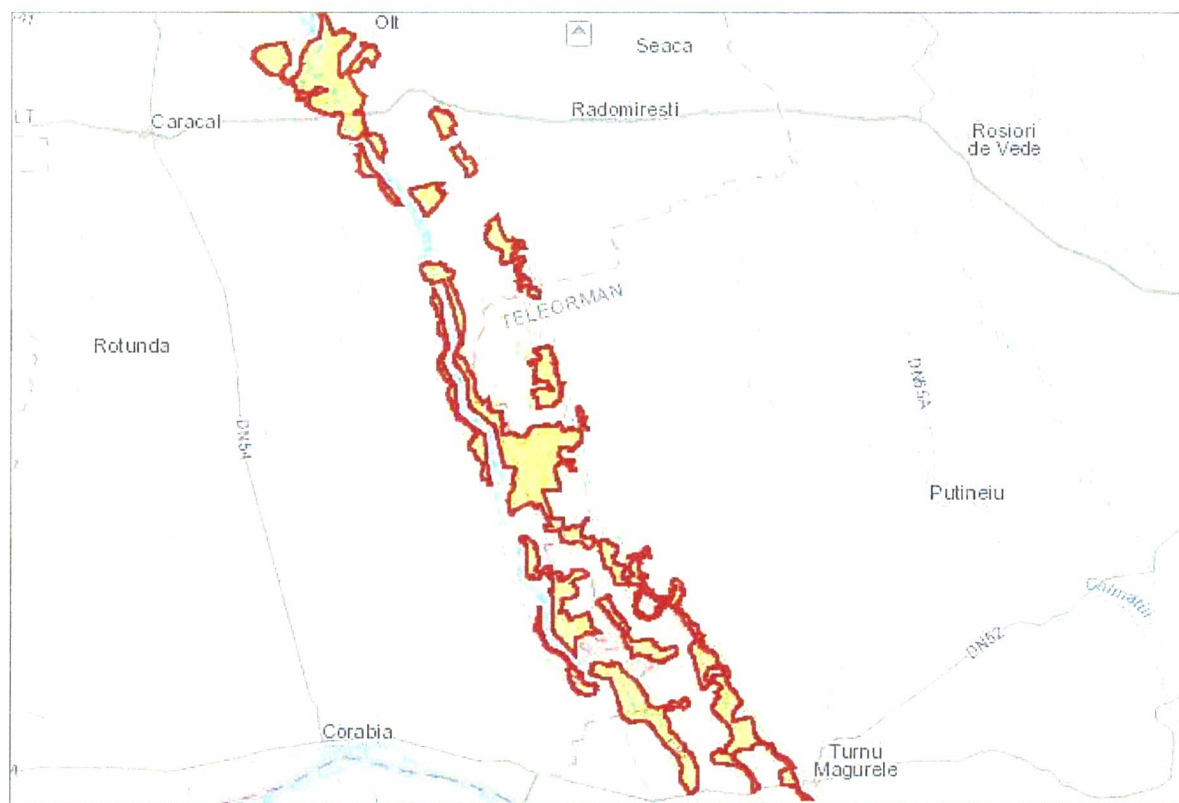 Olt
Seaca
Radomiresti
Caracal
Rosiori
de Vede
TELEORMAN
Rotunda
DN54
DN65A
Putineiu
Calmatui
DN52
Corabia
Turnu
Magurele